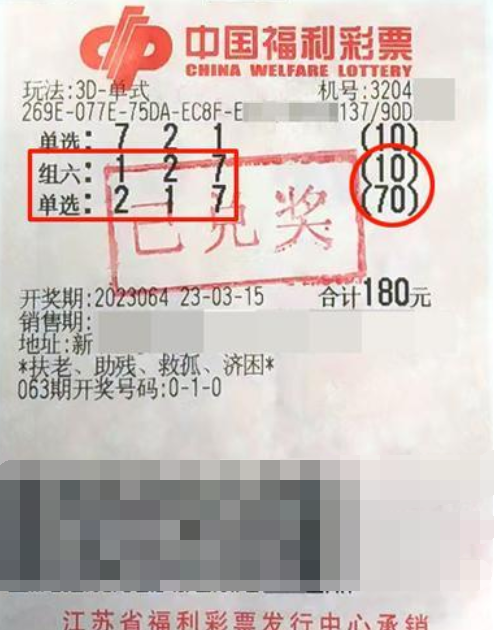 中国福利彩票
CHINA WELFARE LOTTERY
玩法:3D-单式 机号:3204
269E-077E-75DA-EC8F-E 137/90D
单选: 7 2 1 (10)
组六: 1 2 7 (10)
单选: 2 1 7 (70)
已兑奖
开奖期:2023064 23-03-15 合计180元
销售期:
地址:新
*扶老、助残、救孤、济困*
063期开奖号码:0-1-0
江苏省福利彩票发行中心承销